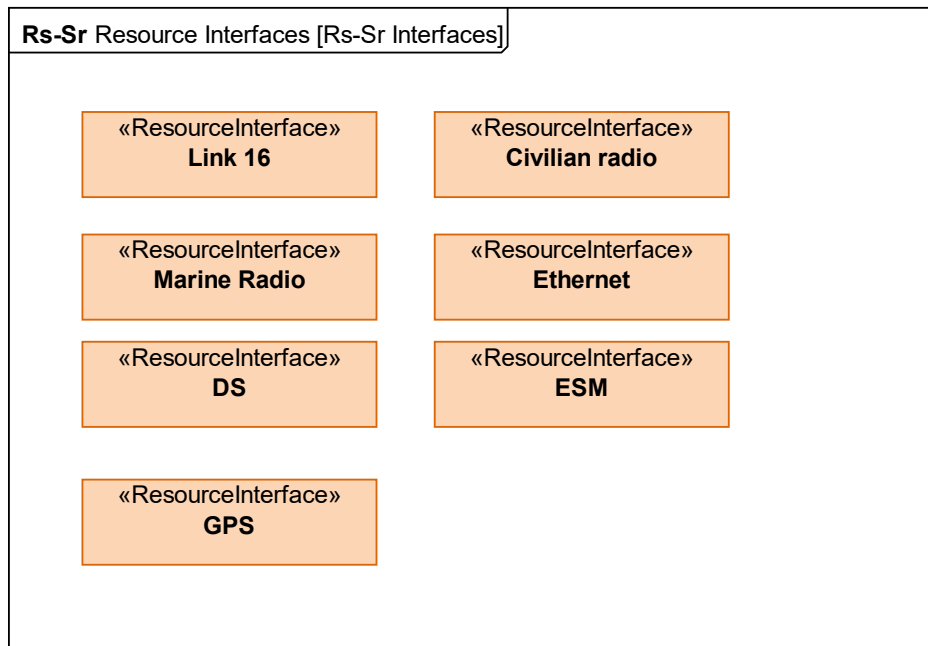 Rs-Sr Resource Interfaces [Rs-Sr Interfaces]
«ResourceInterface»
Link 16
«ResourceInterface»
Civilian radio
«ResourceInterface»
Marine Radio
«ResourceInterface»
Ethernet
«ResourceInterface»
DS
«ResourceInterface»
ESM
«ResourceInterface»
GPS